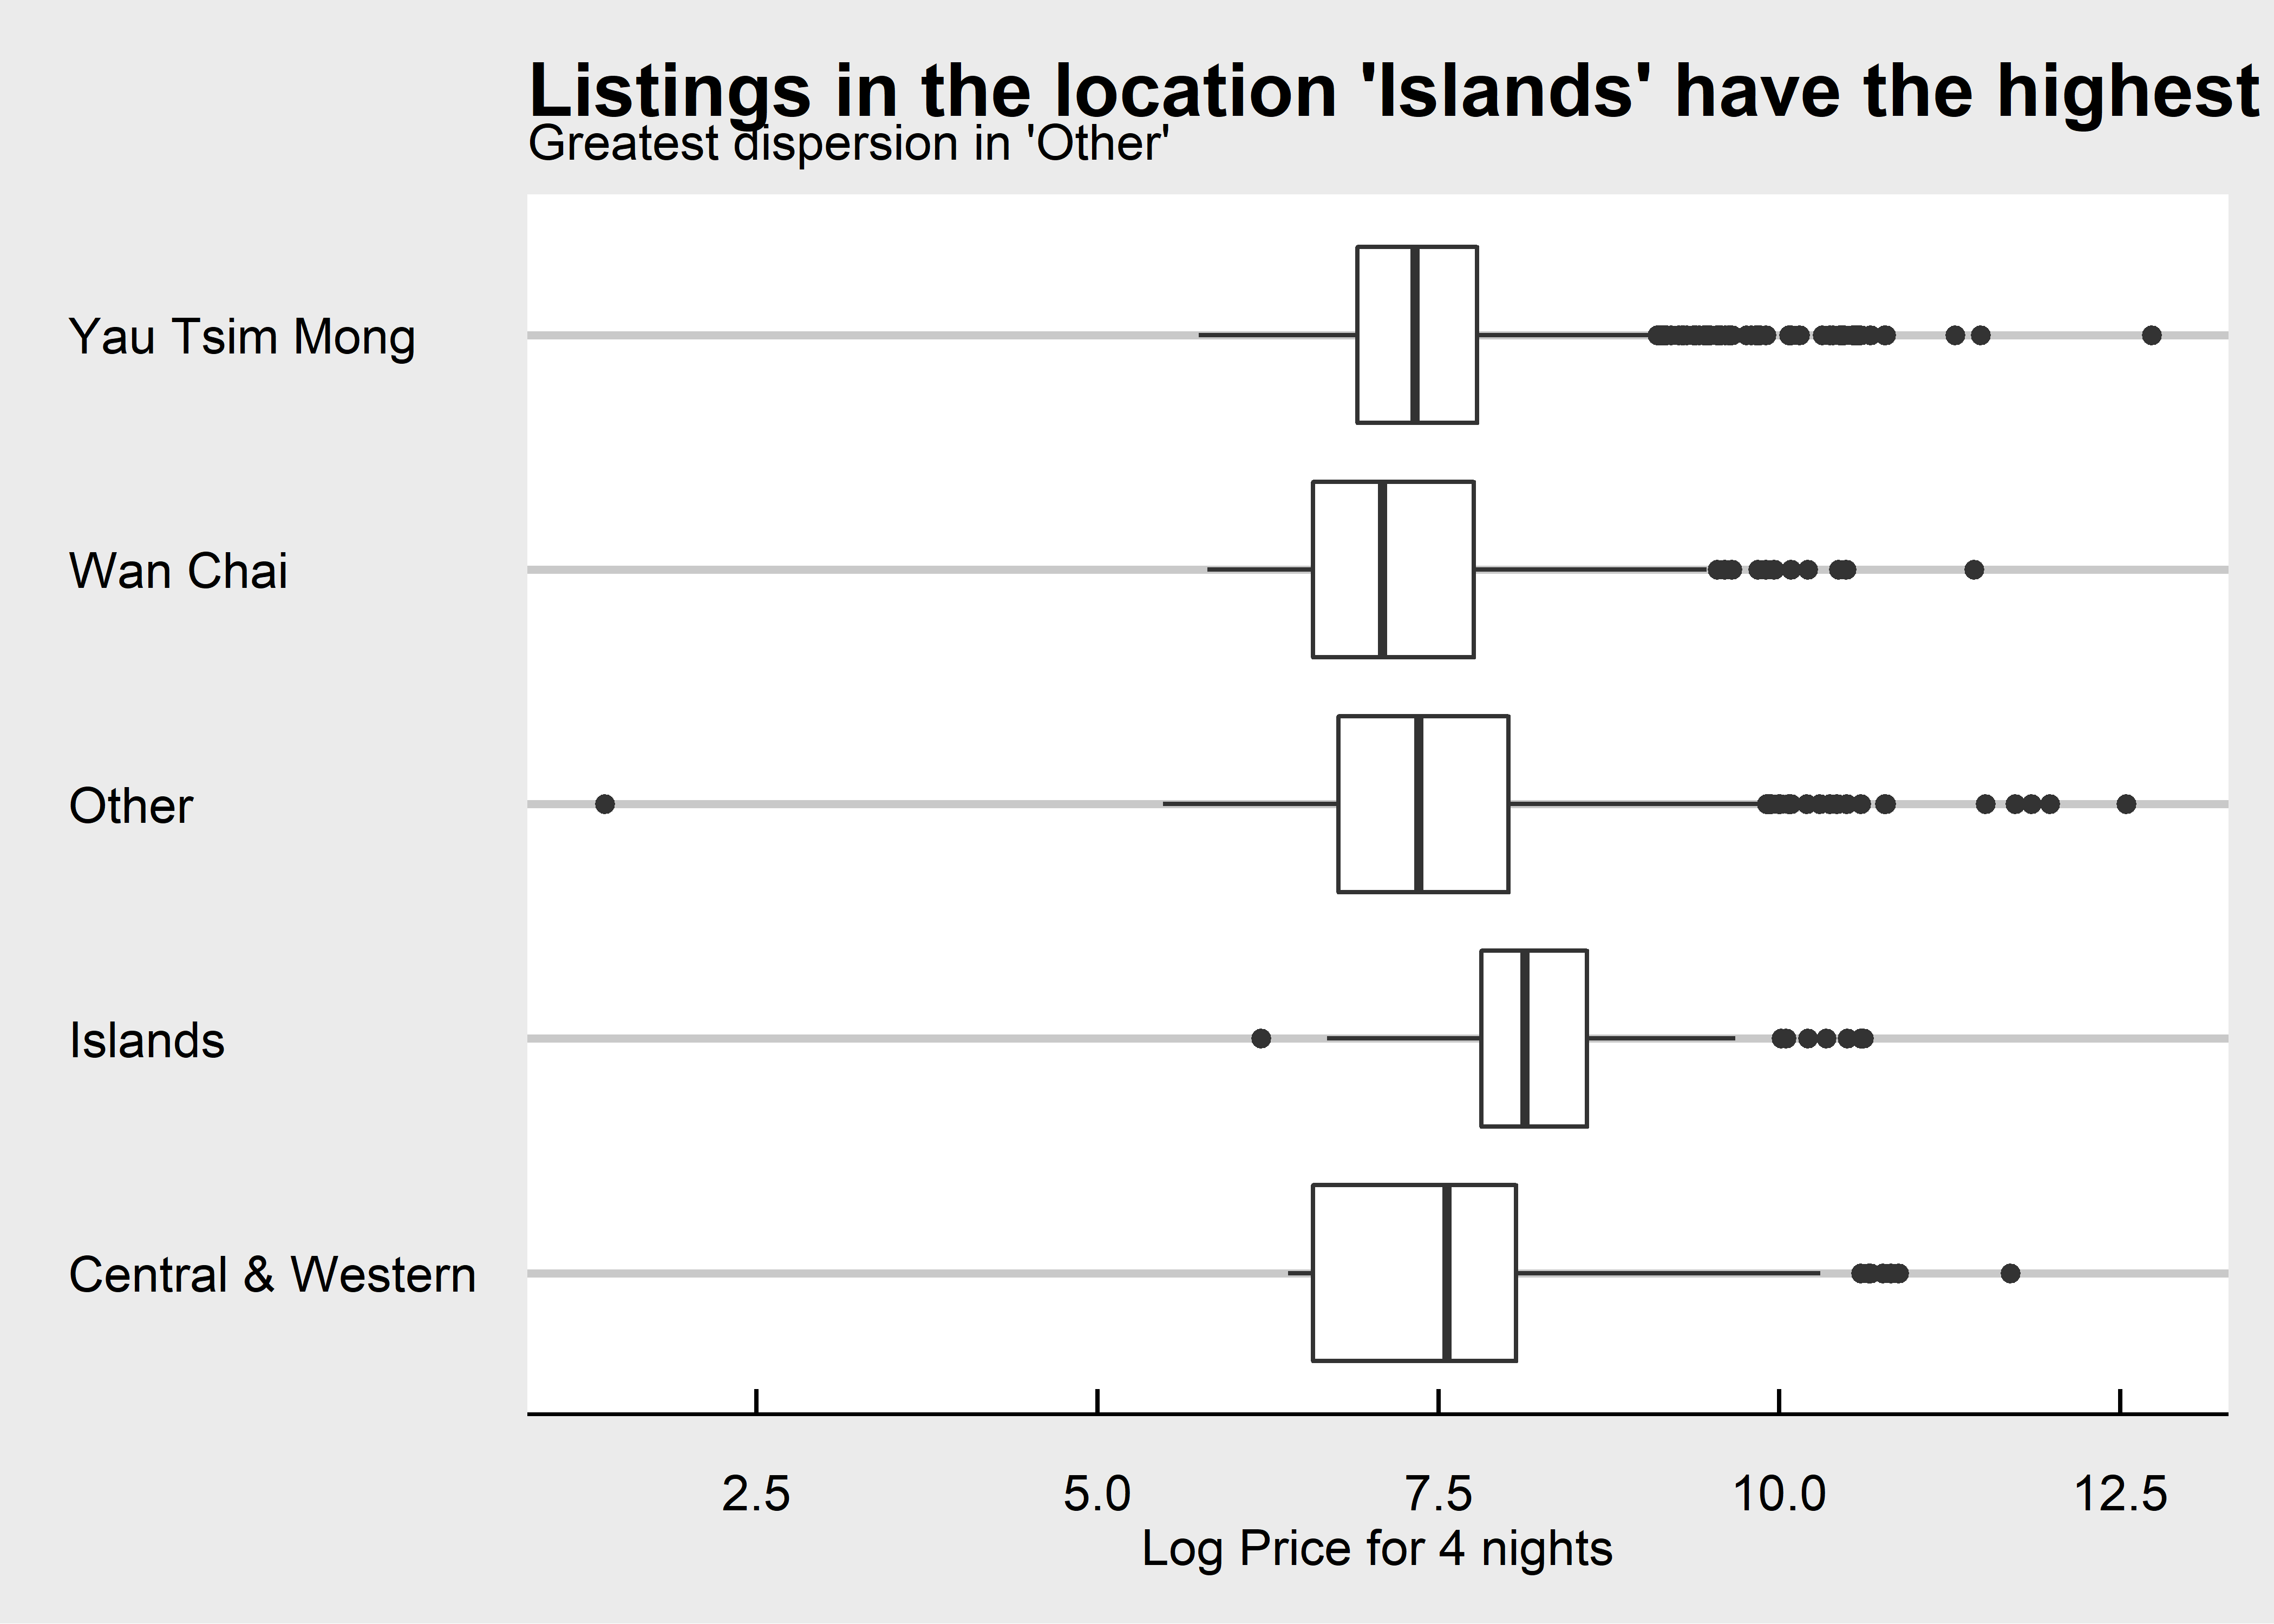 Listings in the location 'Islands' have the highest
Greatest dispersion in 'Other'
Yau Tsim Mong
Wan Chai
Other
Islands
Central & Western
2.5 5.0 7.5 10.0 12.5
Log Price for 4 nights